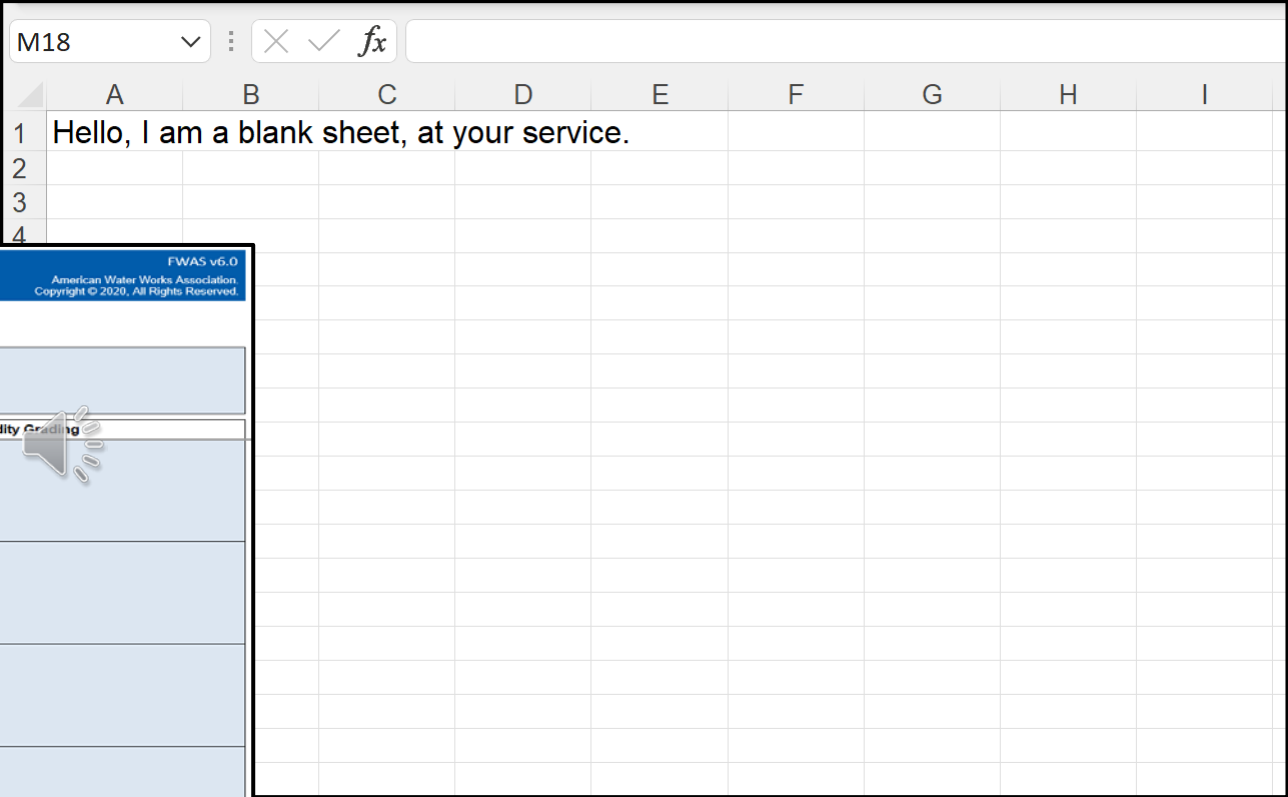 M18
fx
A B C D E F G H I
1 Hello, I am a blank sheet, at your service.
2
3
4
FWAS v6.0
American Water Works Association.
Copyright © 2020, All Rights Reserved.
Grading